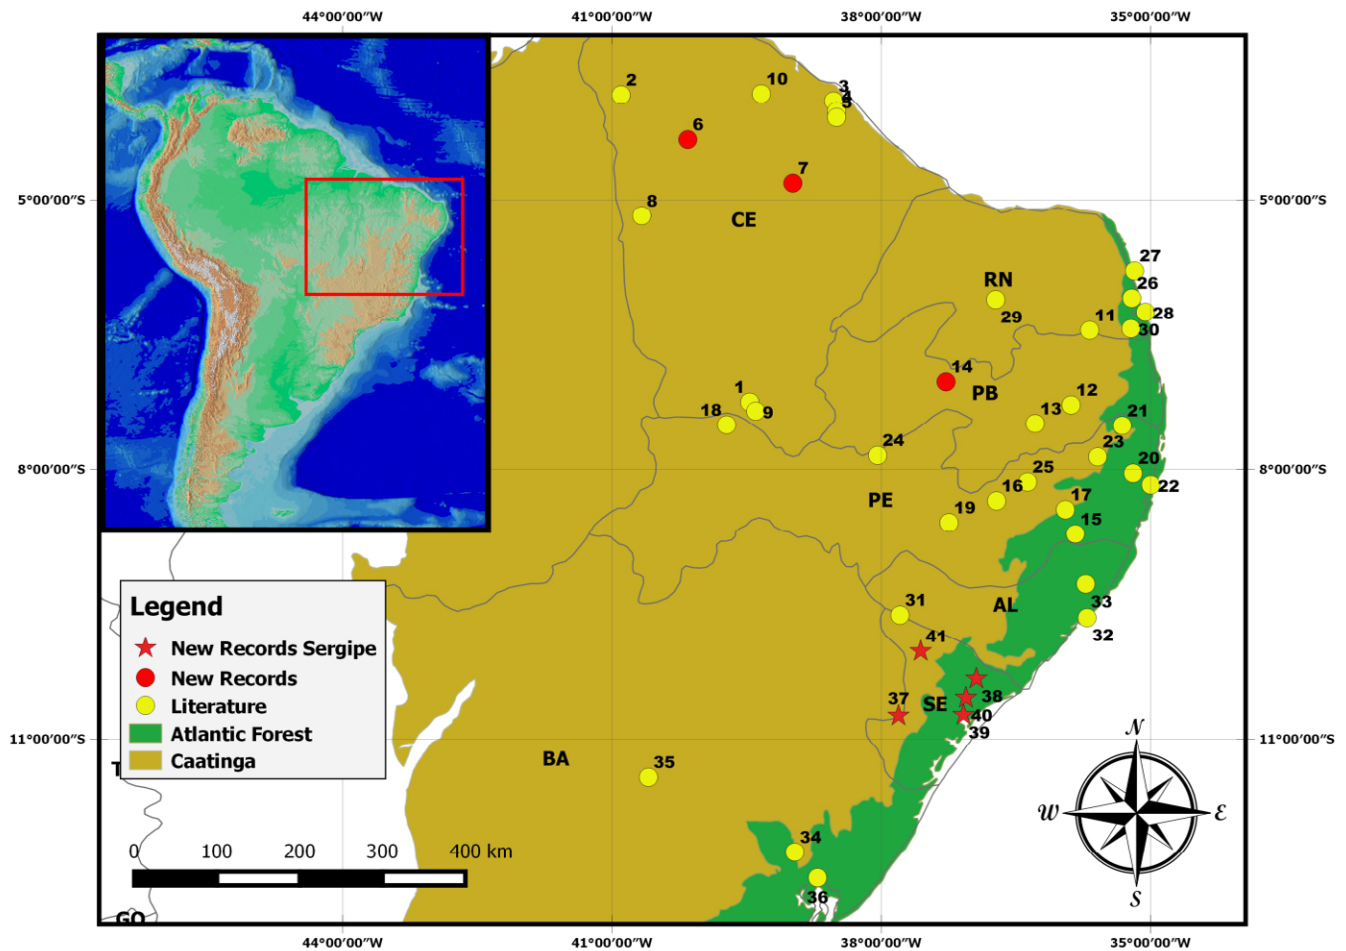 44°00′00″W 41°00′00″W 38°00′00″W 35°00′00″W
2
10
3
4
5
6
7
5°00′00″S 5°00′00″S
8
CE
27
RN
26
29
11
28
30
14
1
PB
12
18
9
13
21
24
23
8°00′00″S 8°00′00″S
20
25
22
PE
16
17
19
15
31
AL
33
32
Legend
New Records Sergipe
New Records
Literature
Atlantic Forest
Caatinga
41
37
SE
38
40
39
11°00′00″S 11°00′00″S
BA
35
T
N
W
E
S
34
36
0 100 200 300 400 km
GO
44°00′00″W 41°00′00″W 38°00′00″W 35°00′00″W